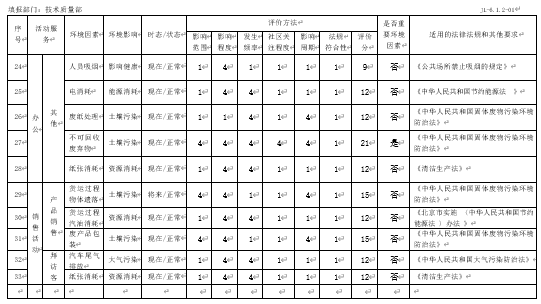 填报部门：技术质量部
JL-6.1.2-01
序号 活动服务 环境因素 环境影响 时态/状态 评价方法 是否重要环境因素 适用的法律法规和其他要求
影响范围 影响程度 发生频率 社区关注程度 影响周期 法规符合性 评价分
办公 其他
24 人员吸烟 影响健康 现在/正常 1 4 1 1 1 1 9 否 《公共场所禁止吸烟的规定》
25 电消耗 能源消耗 现在/正常 1 4 4 1 1 1 12 否 《中华人民共和国节约能源法 》
26 废纸处理 土壤污染 现在/正常 1 4 1 1 4 1 12 否 《中华人民共和国固体废物污染环境防治法》
27 不可回收废弃物 土壤污染 现在/正常 4 4 4 4 4 1 21 是 《中华人民共和国固体废物污染环境防治法》
28 纸张消耗 资源消耗 现在/正常 1 4 4 1 1 1 12 否 《清洁生产法》
销售活动 产品销售
29 货运过程物体遗落 土壤污染 将来/正常 4 4 1 1 4 1 15 否 《中华人民共和国固体废物污染环境防治法》
30 货运过程汽油消耗 资源消耗 现在/正常 1 4 4 1 1 1 12 否 《北京市实施 〈中华人民共和国节约能源法 〉办法 》
31 废产品包装 土壤污染 现在/正常 4 4 1 1 4 1 15 否 《中华人民共和国固体废物污染环境防治法》
拜访客
32 汽车尾气排放 大气污染 现在/正常 1 4 4 1 1 1 12 否 《中华人民共和国大气污染防治法》
33 纸张消耗 资源消耗 现在/正常 1 4 4 1 1 1 12 否 《清洁生产法》